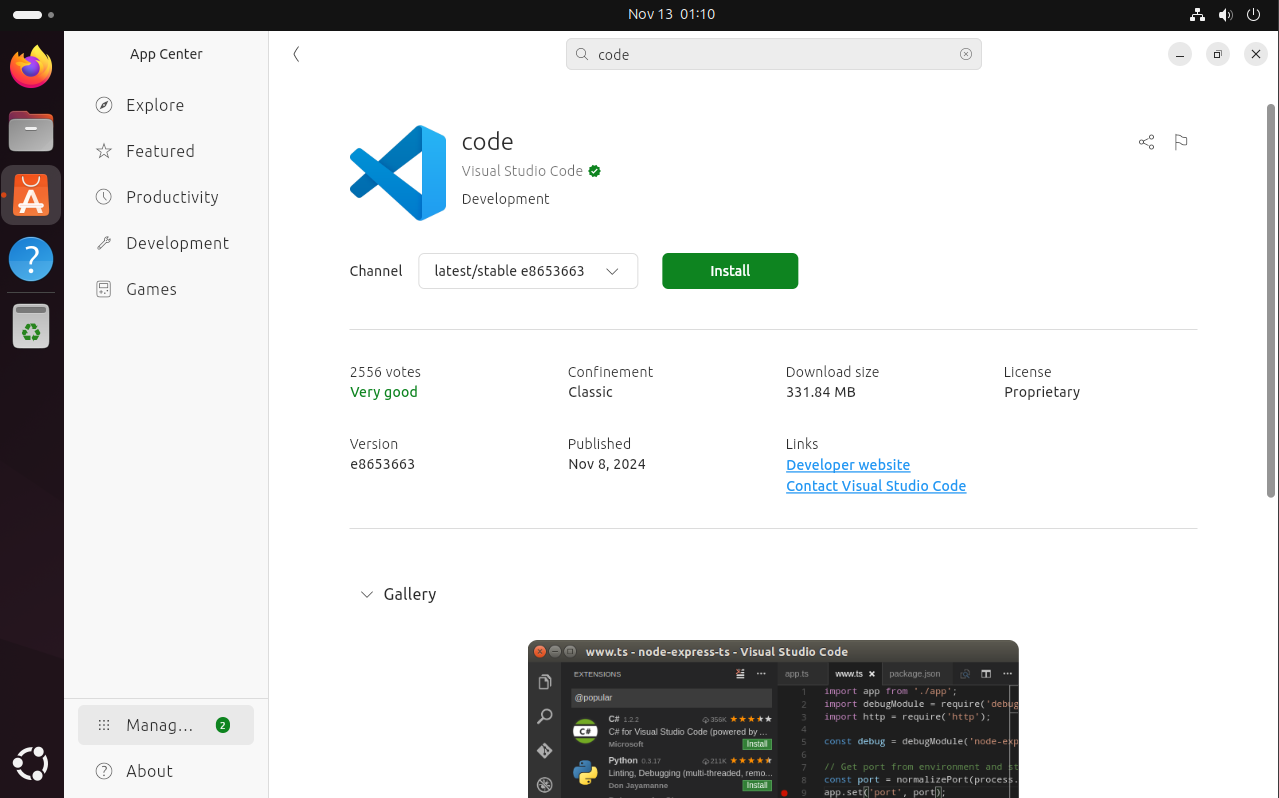 Nov 13 01:10
App Center
code
Explore
Featured
Productivity
Development
Games
Manag... 2
About
code
Visual Studio Code
Development
Channel
latest/stable e8653663
Install
2556 votes
Very good
Confinement
Classic
Download size
331.84 MB
License
Proprietary
Version
e8653663
Published
Nov 8, 2024
Links
Developer website
Contact Visual Studio Code
Gallery
www.ts - node-express-ts - Visual Studio Code
EXTENSIONS
@popular
C# 1.2.2 356K
C# for Visual Studio Code (powered by ...
Microsoft Install
Python 0.3.17 211K
Linting, Debugging (multi-threaded, remo...
Don Jayamanne Install
app.ts www.ts package.json
1 import app from './app';
2 import debugModule = require('debug
3 import http = require('http');
4
5 const debug = debugModule('node-exp
6
7 // Get port from environment and st
8 const port = normalizePort(process.
9 app.set('port', port);